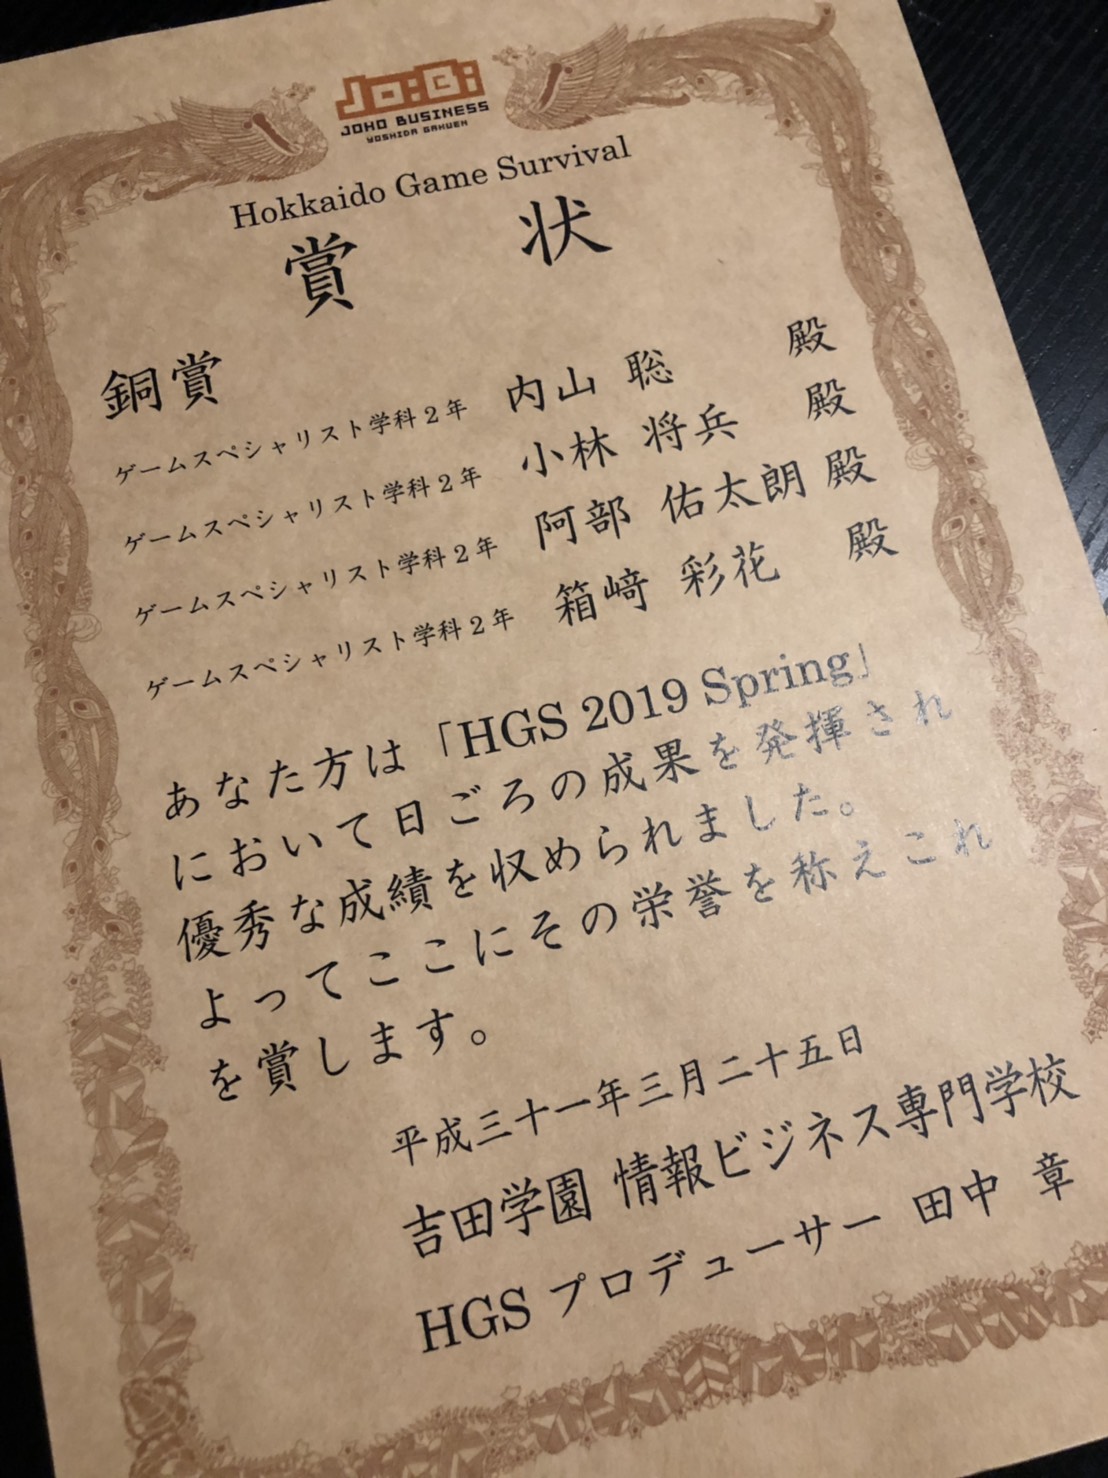 Jo:Bi
JOHO BUSINESS
YOSHIDA GAKUEN
Hokkaido Game Survival
賞 状
銅賞
ゲームスペシャリスト学科2年 内山 聡 殿
ゲームスペシャリスト学科2年 小林 将兵 殿
ゲームスペシャリスト学科2年 阿部 佑太朗 殿
ゲームスペシャリスト学科2年 箱﨑 彩花 殿
あなた方は「HGS 2019 Spring」
において日ごろの成果を発揮され
優秀な成績を収められました。
よってここにその栄誉を称えこれ
を賞します。
平成三十一年三月二十五日
吉田学園 情報ビジネス専門学校
HGS プロデューサー 田中 章